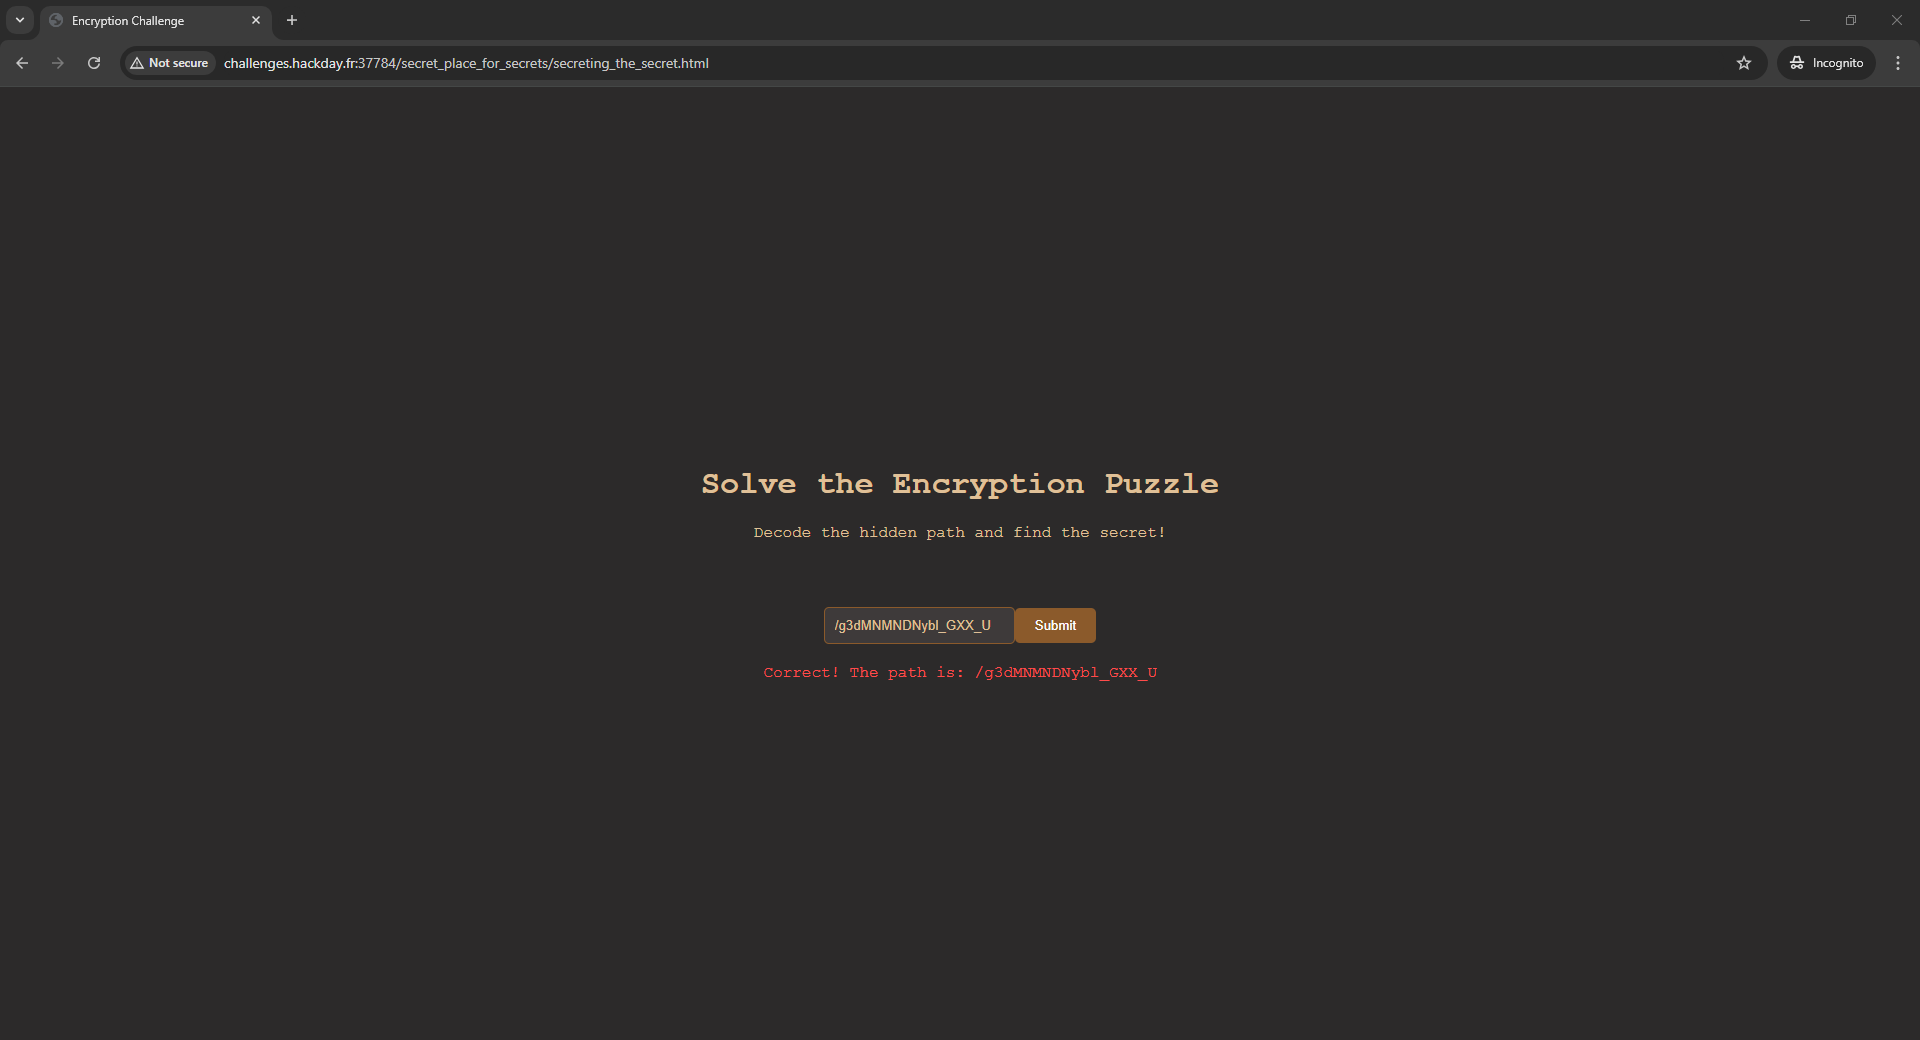 Encryption Challenge
Not secure
challenges.hackday.fr:37784/secret_place_for_secrets/secreting_the_secret.html
Incognito
Solve the Encryption Puzzle
Decode the hidden path and find the secret!
/g3dMNMNDNybl_GXX_U
Submit
Correct! The path is: /g3dMNMNDNybl_GXX_U